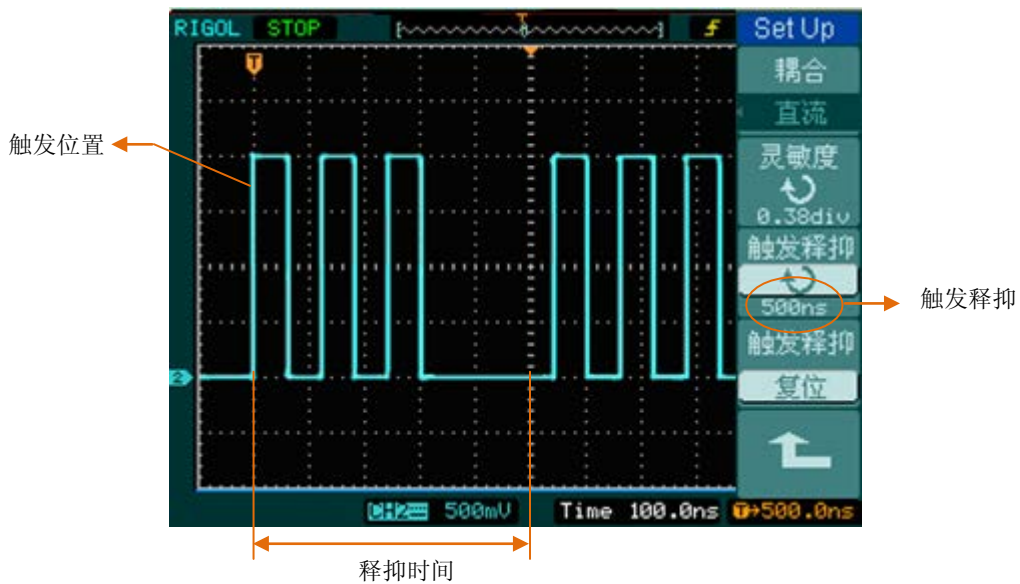 RIGOL STOP T Set Up
T
耦合
直流
灵敏度
0.38div
触发释抑
500ns
触发释抑
复位
触发位置
触发释抑
2
CH2 500mV Time 100.0ns T→500.0ns
释抑时间